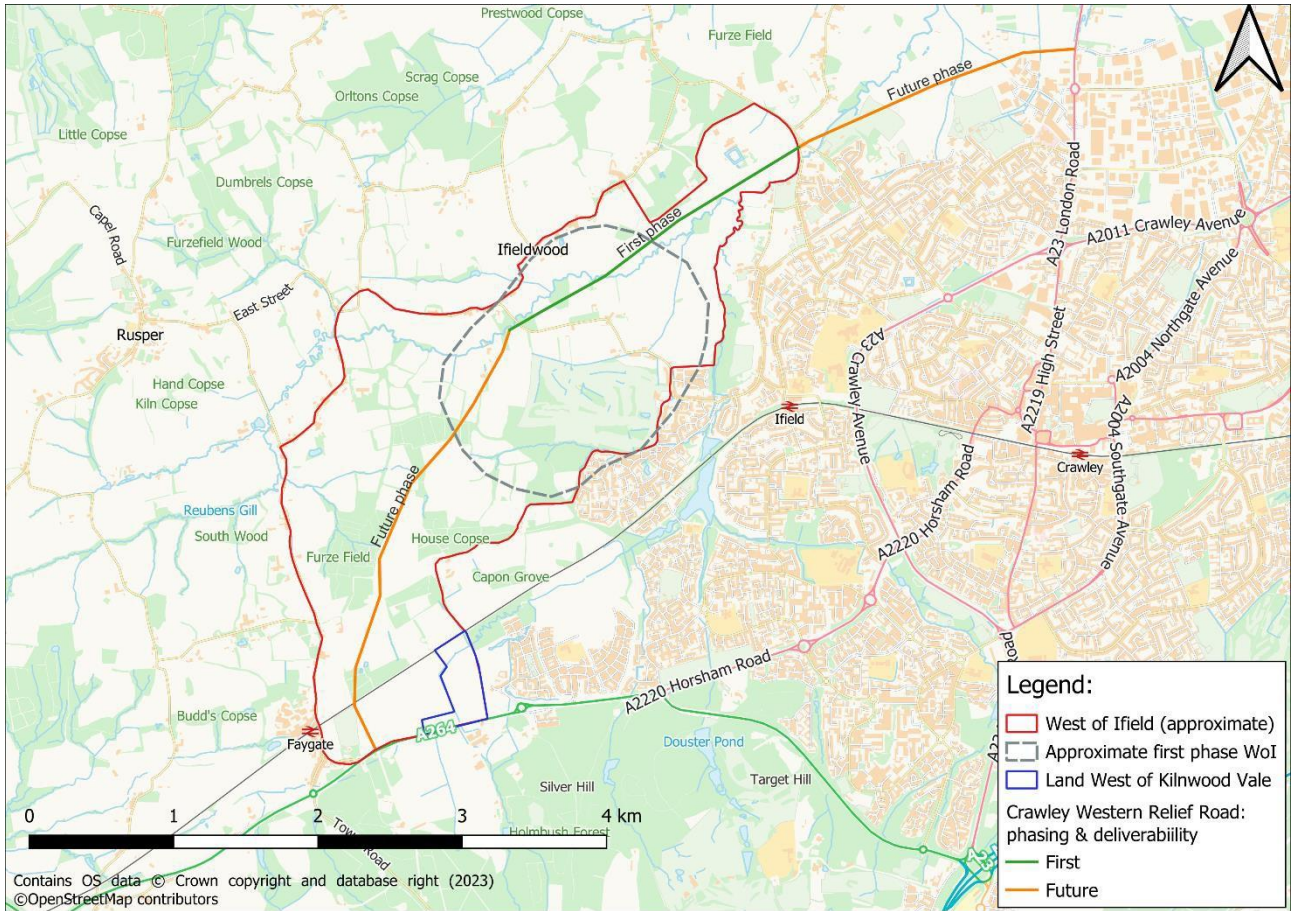 Prestwood Copse
Furze Field
Scrag Copse
Orltons Copse
Future phase
Little Copse
Dumbrels Copse
A23 London Road
Capel Road
Furzefield Wood
Ifieldwood
First phase
A2011 Crawley Avenue
East Street
Rusper
A2004 Northgate Avenue
A23 Crawley Avenue
A2219 High Street
Hand Copse
Kiln Copse
Ifield
A2004 Southgate Avenue
Crawley
A2220 Horsham Road
Future phase
Reubens Gill
South Wood
Furze Field
House Copse
Capon Grove
Road
A2220 Horsham Road
Budd's Copse
Faygate
A264
Douster Pond
Silver Hill
Target Hill
Holmbush Forest
A23
Legend:
West of Ifield (approximate)
Approximate first phase WoI
Land West of Kilnwood Vale
Crawley Western Relief Road:
phasing & deliverabiility
First
Future
0 1 2 3 4 km
Contains OS data © Crown copyright and database right (2023)
©OpenStreetMap contributors